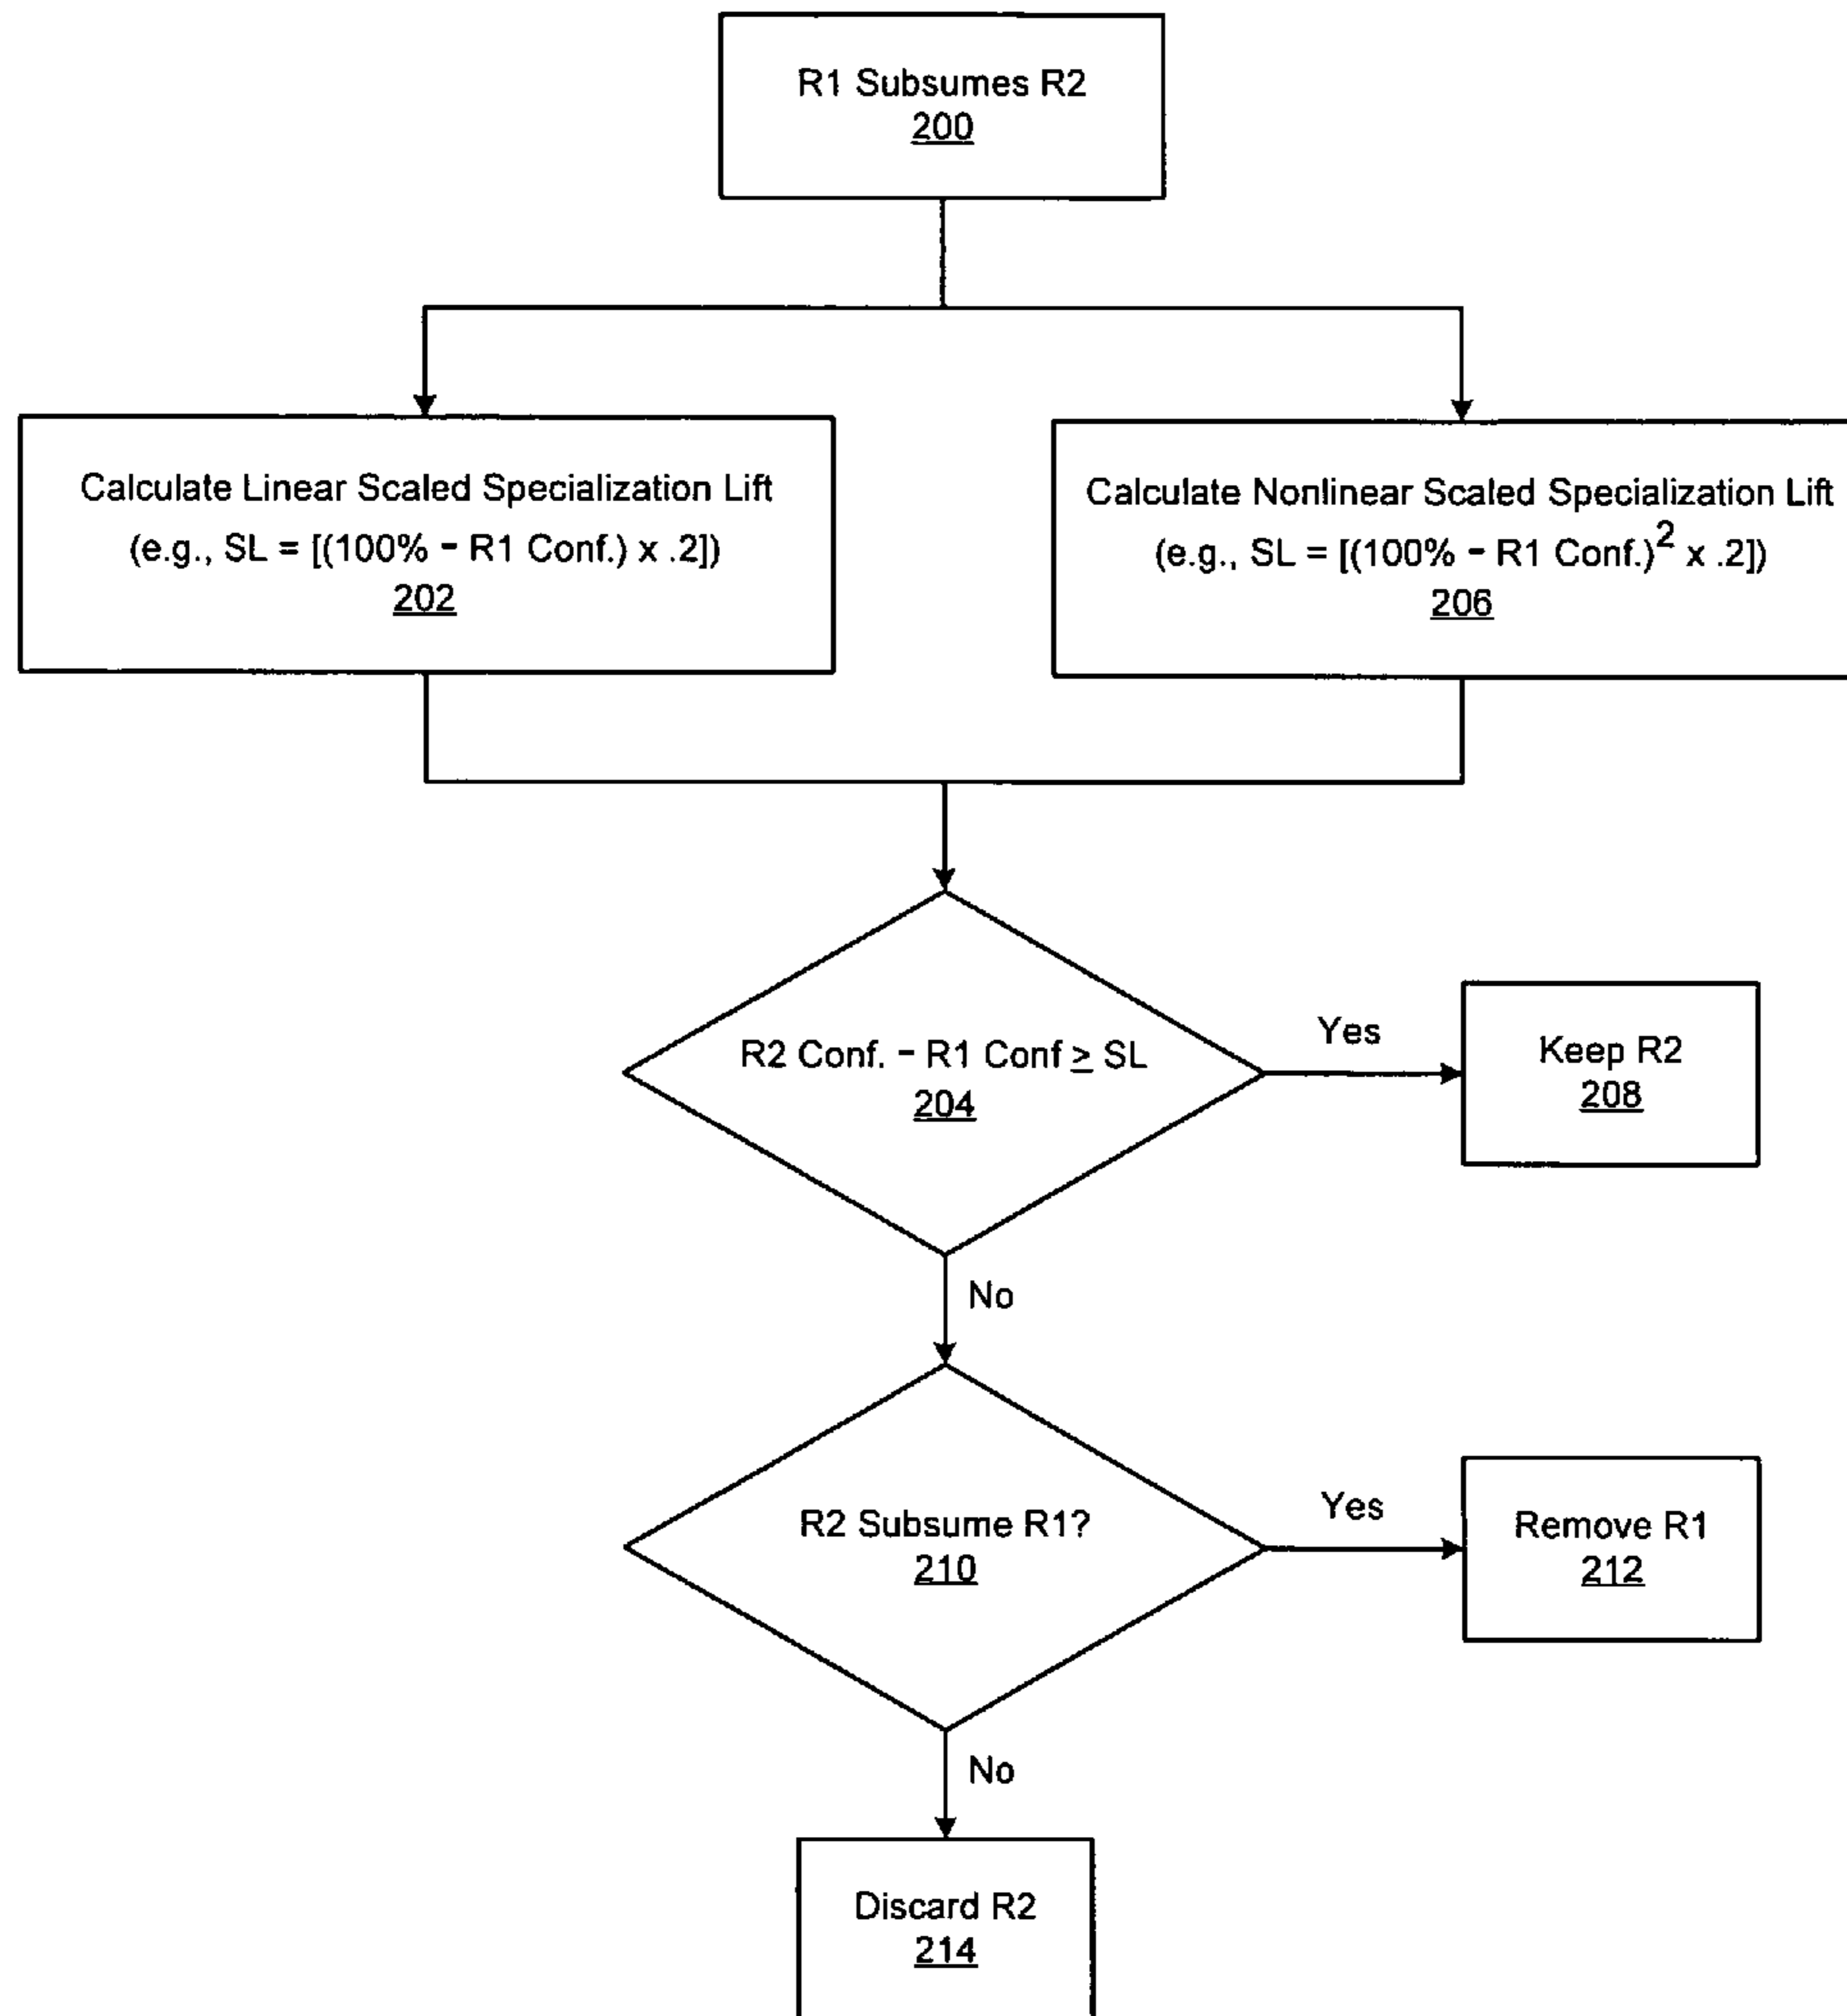 R1 Subsumes R2
200
Calculate Linear Scaled Specialization Lift
(e.g., SL = [(100% - R1 Conf.) x .2])
202
Calculate Nonlinear Scaled Specialization Lift
(e.g., SL = [(100% - R1 Conf.)² x .2])
206
R2 Conf. - R1 Conf ≥ SL
204
Yes
Keep R2
208
No
R2 Subsume R1?
210
Yes
Remove R1
212
No
Discard R2
214